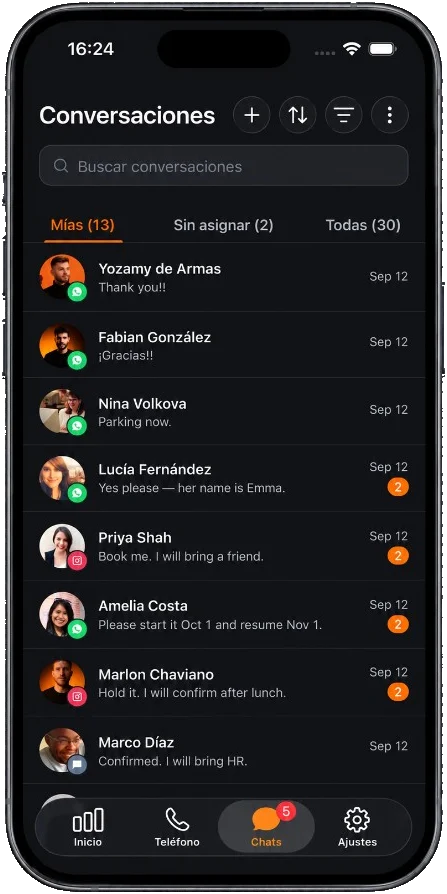 16:24
Conversaciones
Buscar conversaciones
Mías (13) Sin asignar (2) Todas (30)
Yozamy de Armas
Sep 12
Thank you!!
Fabian González
Sep 12
¡Gracias!!
Nina Volkova
Sep 12
Parking now.
Lucía Fernández
Sep 12
Yes please — her name is Emma.
2
Priya Shah
Sep 12
Book me. I will bring a friend.
2
Amelia Costa
Sep 12
Please start it Oct 1 and resume Nov 1.
2
Marlon Chaviano
Sep 12
Hold it. I will confirm after lunch.
2
Marco Díaz
Sep 12
Confirmed. I will bring HR.
5
Inicio Teléfono Chats Ajustes